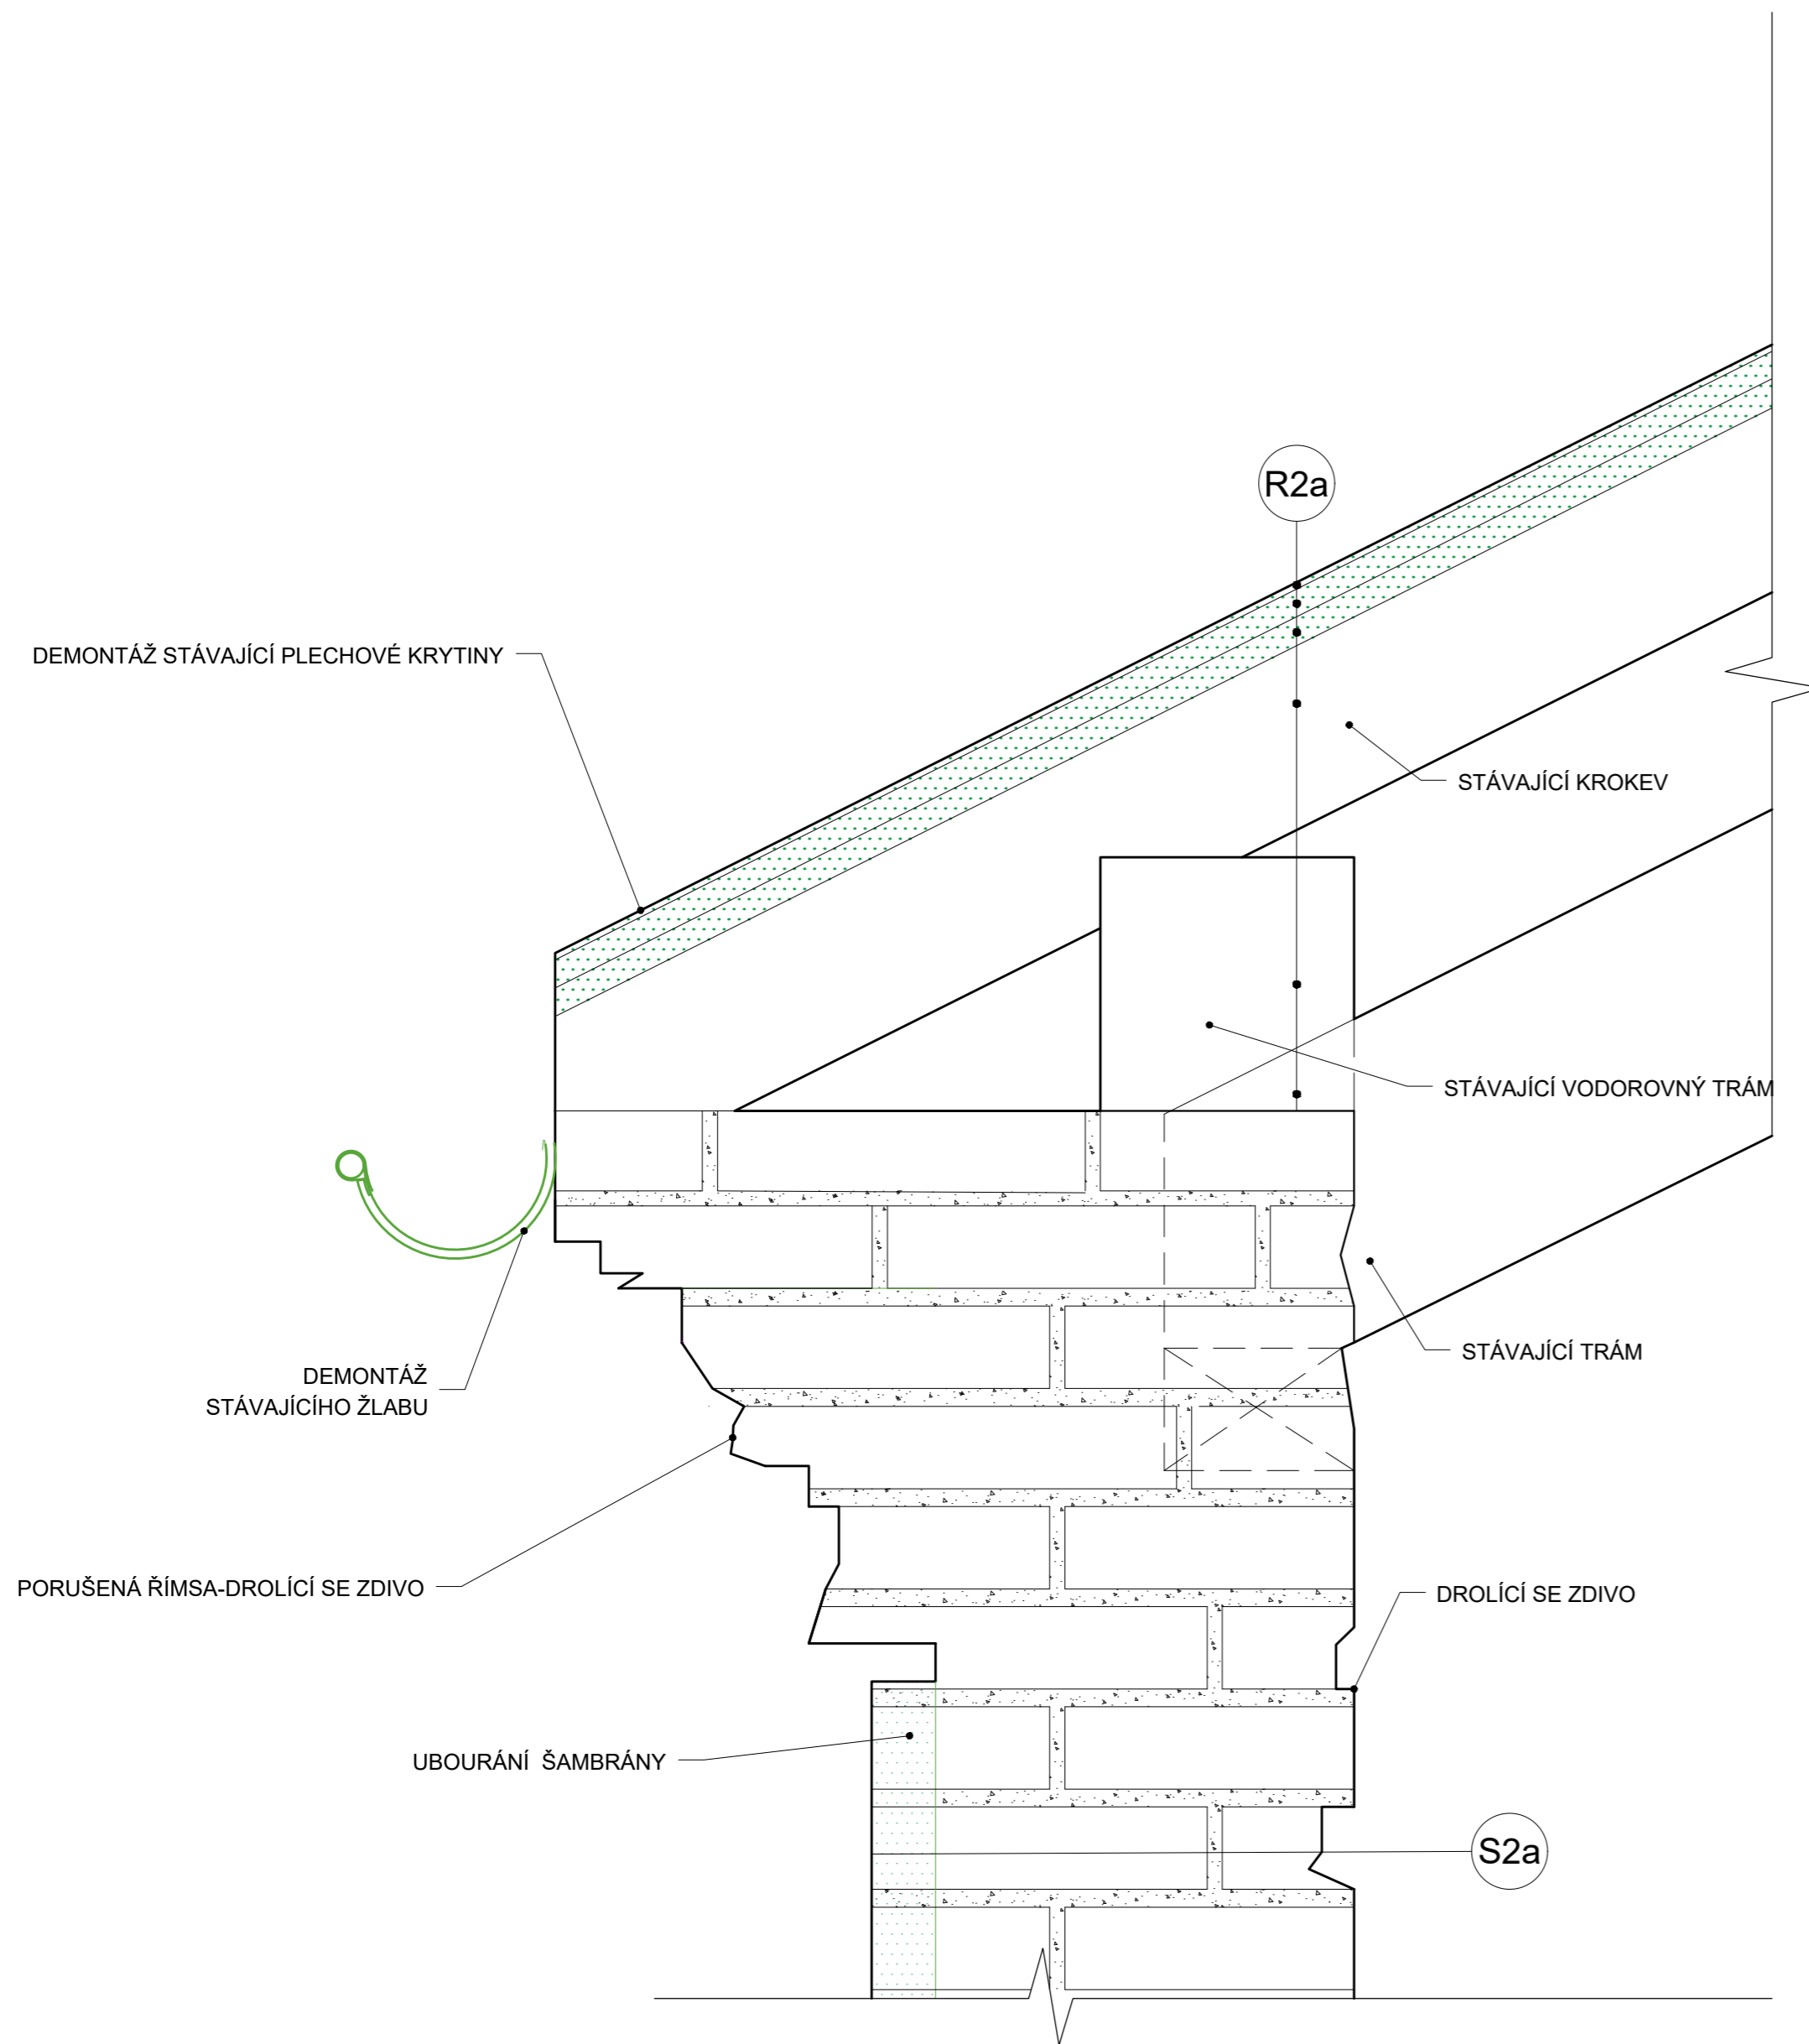 R2a
DEMONTÁŽ STÁVAJÍCÍ PLECHOVÉ KRYTINY
STÁVAJÍCÍ KROKEV
STÁVAJÍCÍ VODOROVNÝ TRÁM
STÁVAJÍCÍ TRÁM
DEMONTÁŽ
STÁVAJÍCÍHO ŽLABU
PORUŠENÁ ŘÍMSA-DROLÍCÍ SE ZDIVO
DROLÍCÍ SE ZDIVO
UBOURÁNÍ  ŠAMBRÁNY
S2a